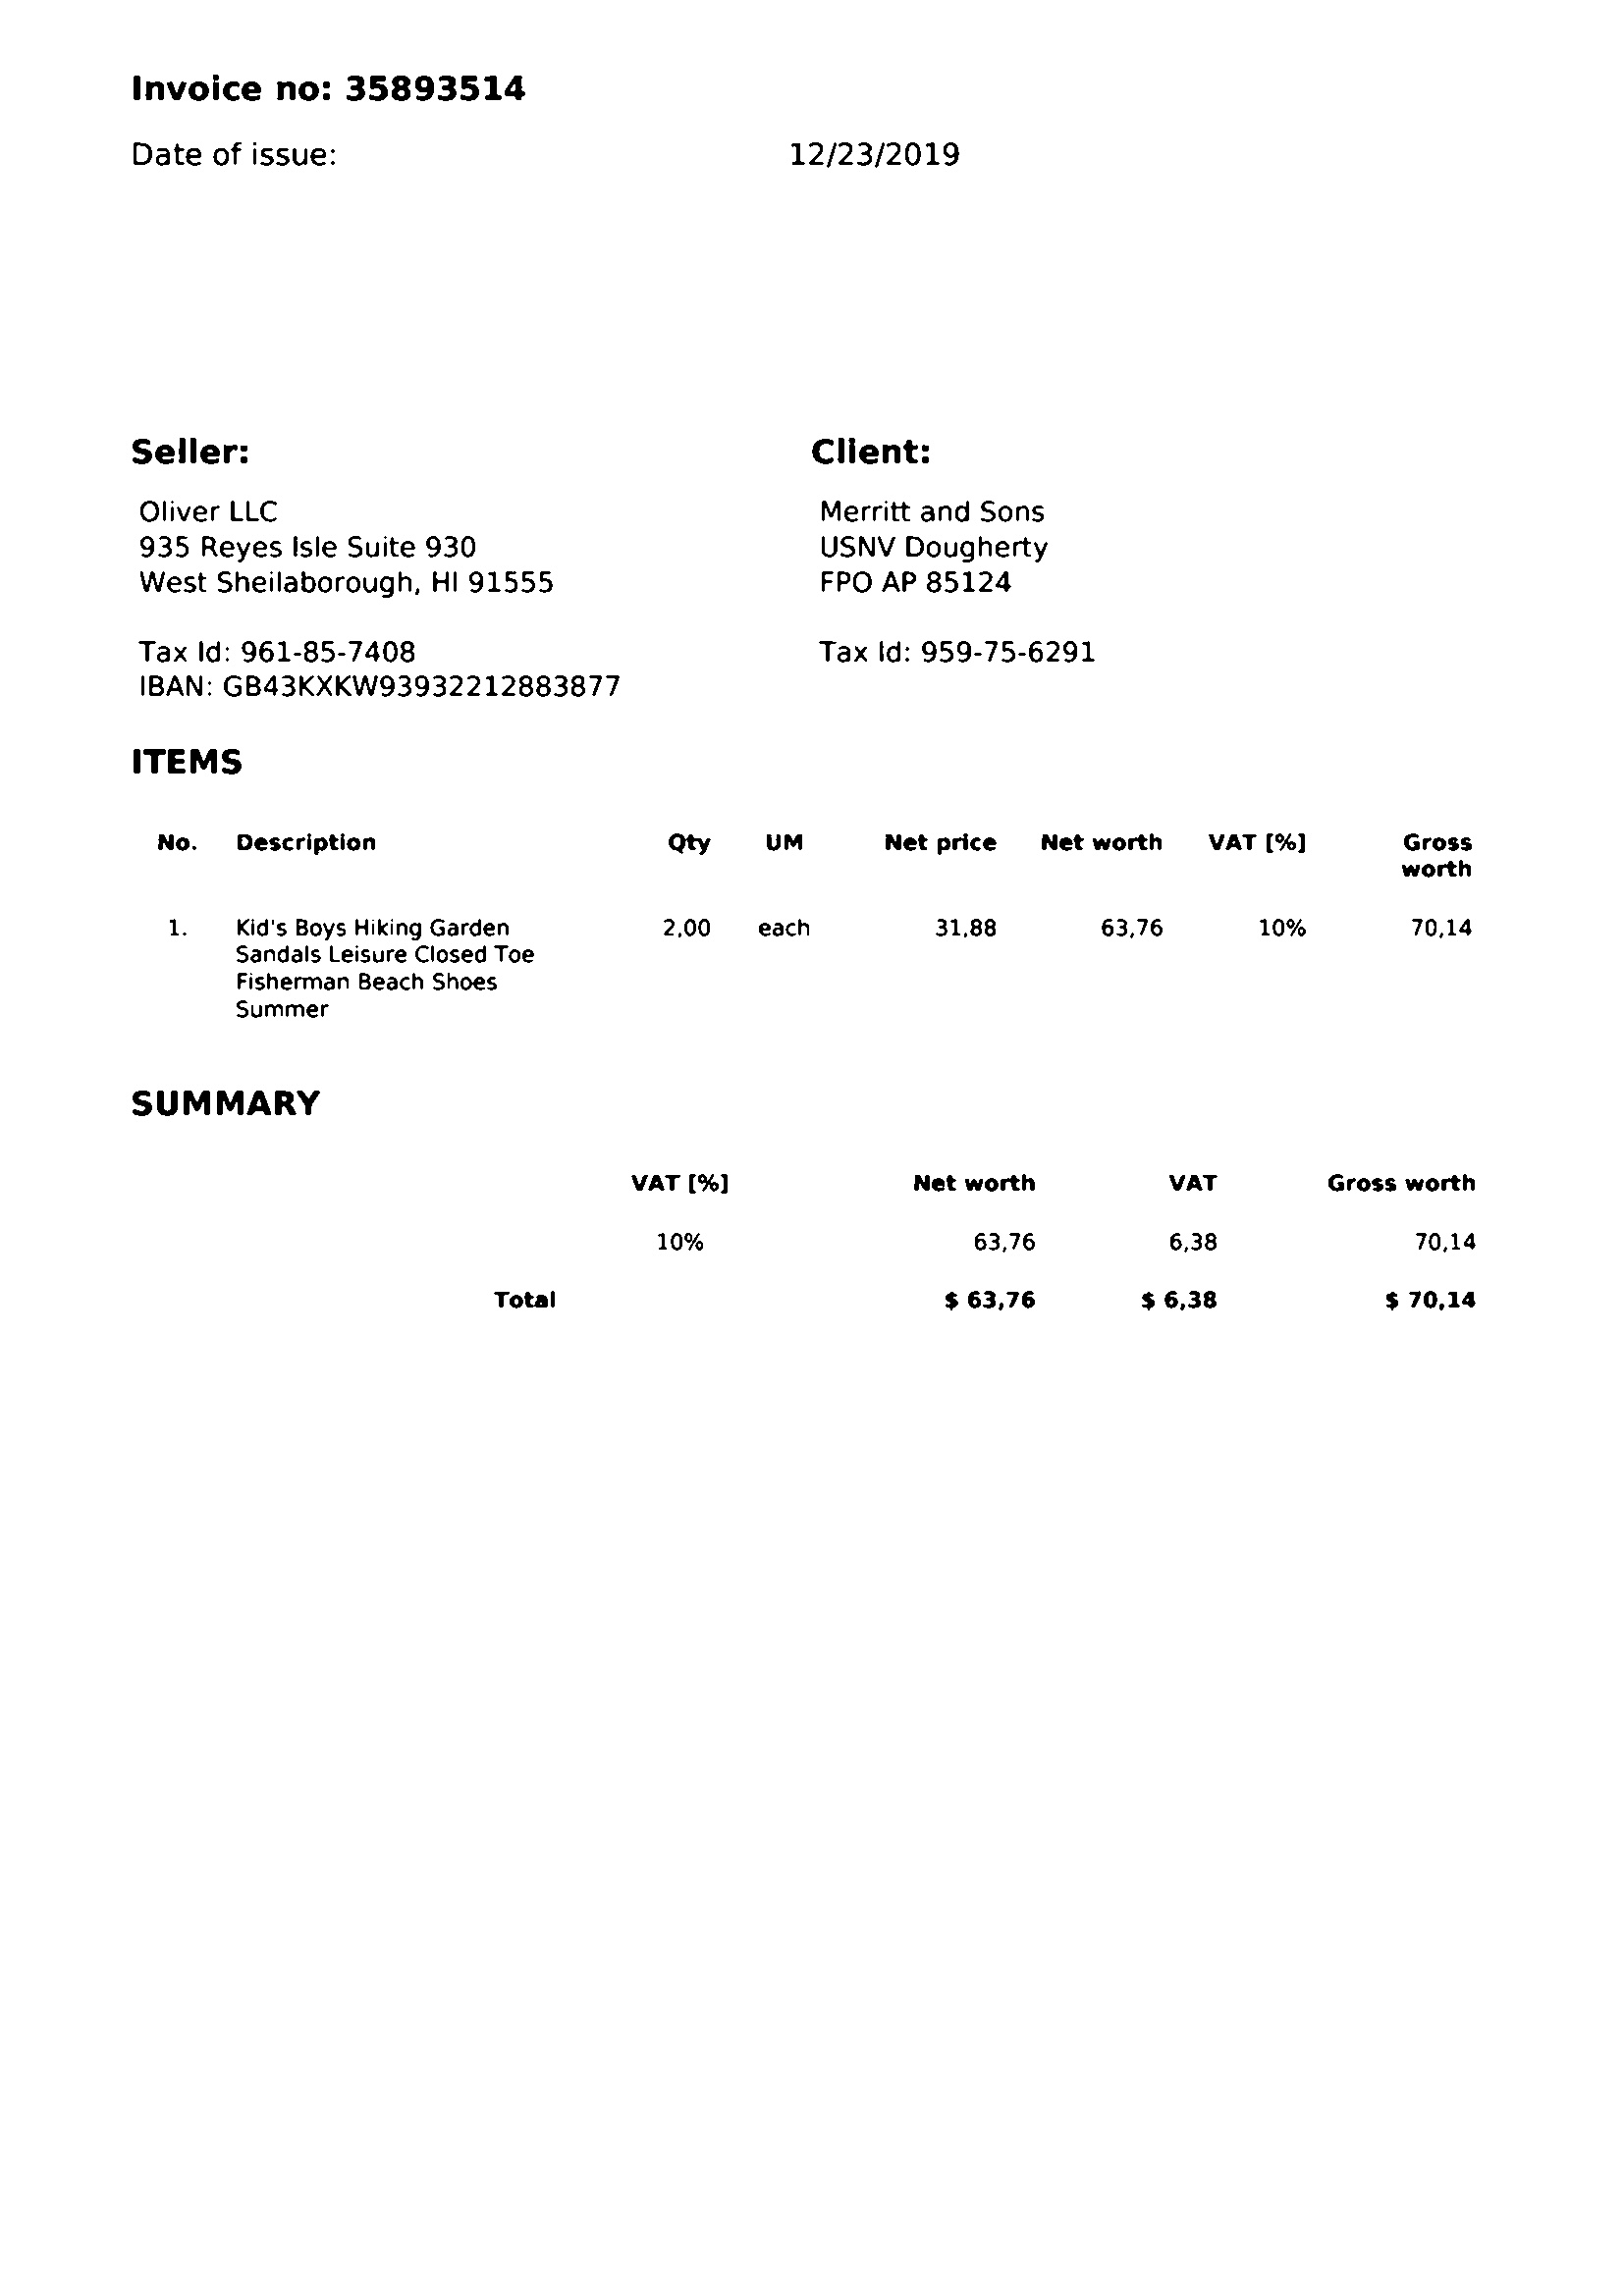 Invoice no: 35893514
Date of issue: 12/23/2019
Seller: Client:
Oliver LLC Merritt and Sons
935 Reyes Isle Suite 930 USNV Dougherty
West Sheilaborough, HI 91555 FPO AP 85124
Tax Id: 961-85-7408 Tax Id: 959-75-6291
IBAN: GB43KXKW93932212883877
ITEMS
No. Description Qty UM Net price Net worth VAT [%] Gross
worth
1. Kid's Boys Hiking Garden 2,00 each 31,88 63,76 10% 70,14
Sandals Leisure Closed Toe
Fisherman Beach Shoes
Summer
SUMMARY
VAT [%] Net worth VAT Gross worth
10% 63,76 6,38 70,14
Total $ 63,76 $ 6,38 $ 70,14